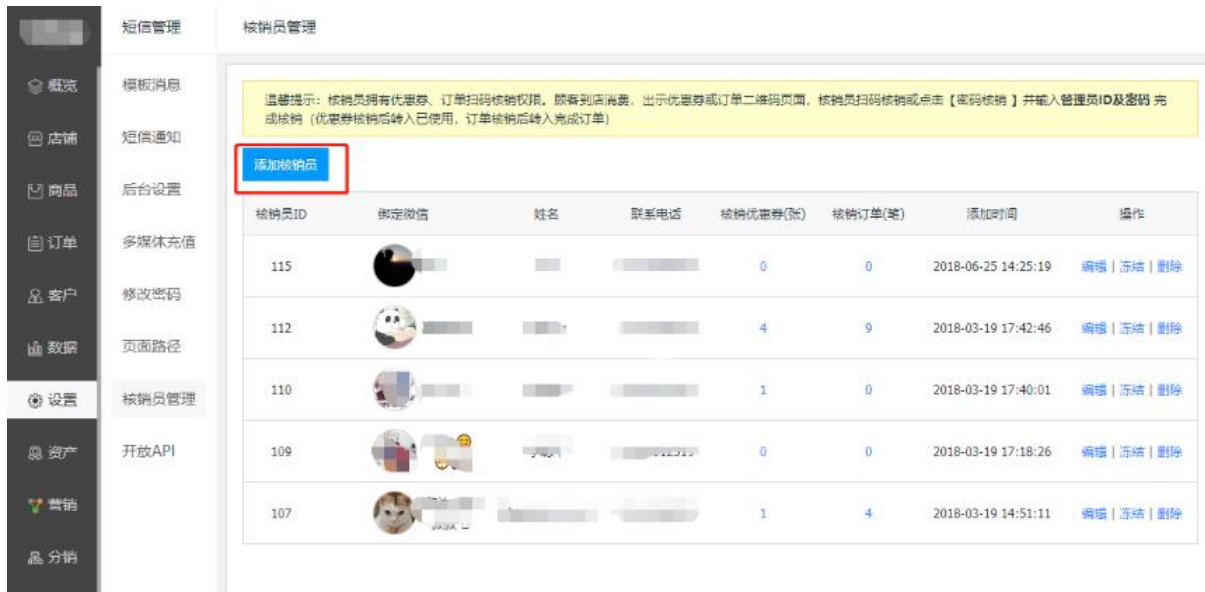 短信管理
核销员管理
概览
店铺
商品
订单
客户
数据
设置
资产
营销
分销
模板消息
短信通知
后台设置
多媒体充值
修改密码
页面路径
核销员管理
开放API
温馨提示：核销员拥有优惠券、订单扫码核销权限。顾客到店消费，出示优惠券或订单二维码页面，核销员扫码核销或点击【密码核销 】并输入管理员ID及密码 完
成核销（优惠券核销后转入已使用，订单核销后转入完成订单）
添加核销员
核销员ID 绑定微信 姓名 联系电话 核销优惠券(张) 核销订单(笔) 添加时间 操作
115 0 0 2018-06-25 14:25:19 编辑 | 冻结 | 删除
112 4 9 2018-03-19 17:42:46 编辑 | 冻结 | 删除
110 1 0 2018-03-19 17:40:01 编辑 | 冻结 | 删除
109 0 0 2018-03-19 17:18:26 编辑 | 冻结 | 删除
107 1 4 2018-03-19 14:51:11 编辑 | 冻结 | 删除